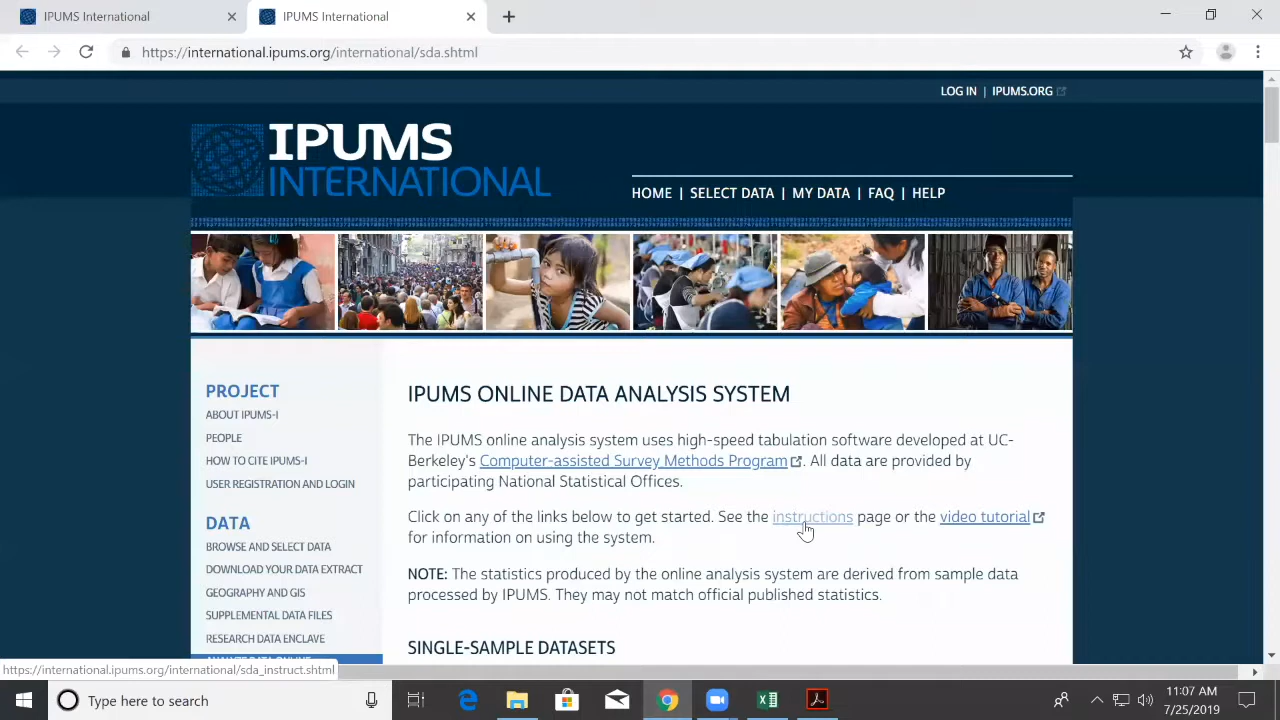 IPUMS International
IPUMS International
https://international.ipums.org/international/sda.shtml
LOG IN | IPUMS.ORG
IPUMS
INTERNATIONAL
HOME | SELECT DATA | MY DATA | FAQ | HELP
PROJECT
ABOUT IPUMS-I
PEOPLE
HOW TO CITE IPUMS-I
USER REGISTRATION AND LOGIN
DATA
BROWSE AND SELECT DATA
DOWNLOAD YOUR DATA EXTRACT
GEOGRAPHY AND GIS
SUPPLEMENTAL DATA FILES
RESEARCH DATA ENCLAVE
IPUMS ONLINE DATA ANALYSIS SYSTEM
The IPUMS online analysis system uses high-speed tabulation software developed at UC-
Berkeley's Computer-assisted Survey Methods Program. All data are provided by
participating National Statistical Offices.
Click on any of the links below to get started. See the instructions page or the video tutorial
for information on using the system.
NOTE: The statistics produced by the online analysis system are derived from sample data
processed by IPUMS. They may not match official published statistics.
SINGLE-SAMPLE DATASETS
https://international.ipums.org/international/sda_instruct.shtml
Type here to search
11:07 AM
7/25/2019